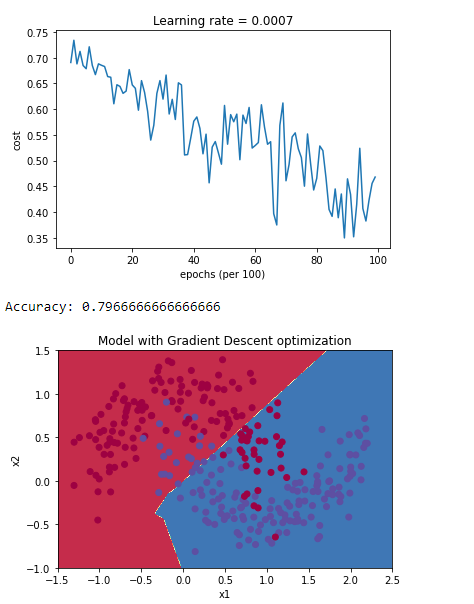 Learning rate = 0.0007
0.75
0.70
0.65
0.60
0.55
0.50
0.45
0.40
0.35
cost
0 20 40 60 80 100
epochs (per 100)
Accuracy: 0.7966666666666666
Model with Gradient Descent optimization
1.5
1.0
0.5
0.0
−0.5
−1.0
x2
−1.5 −1.0 −0.5 0.0 0.5 1.0 1.5 2.0 2.5
x1